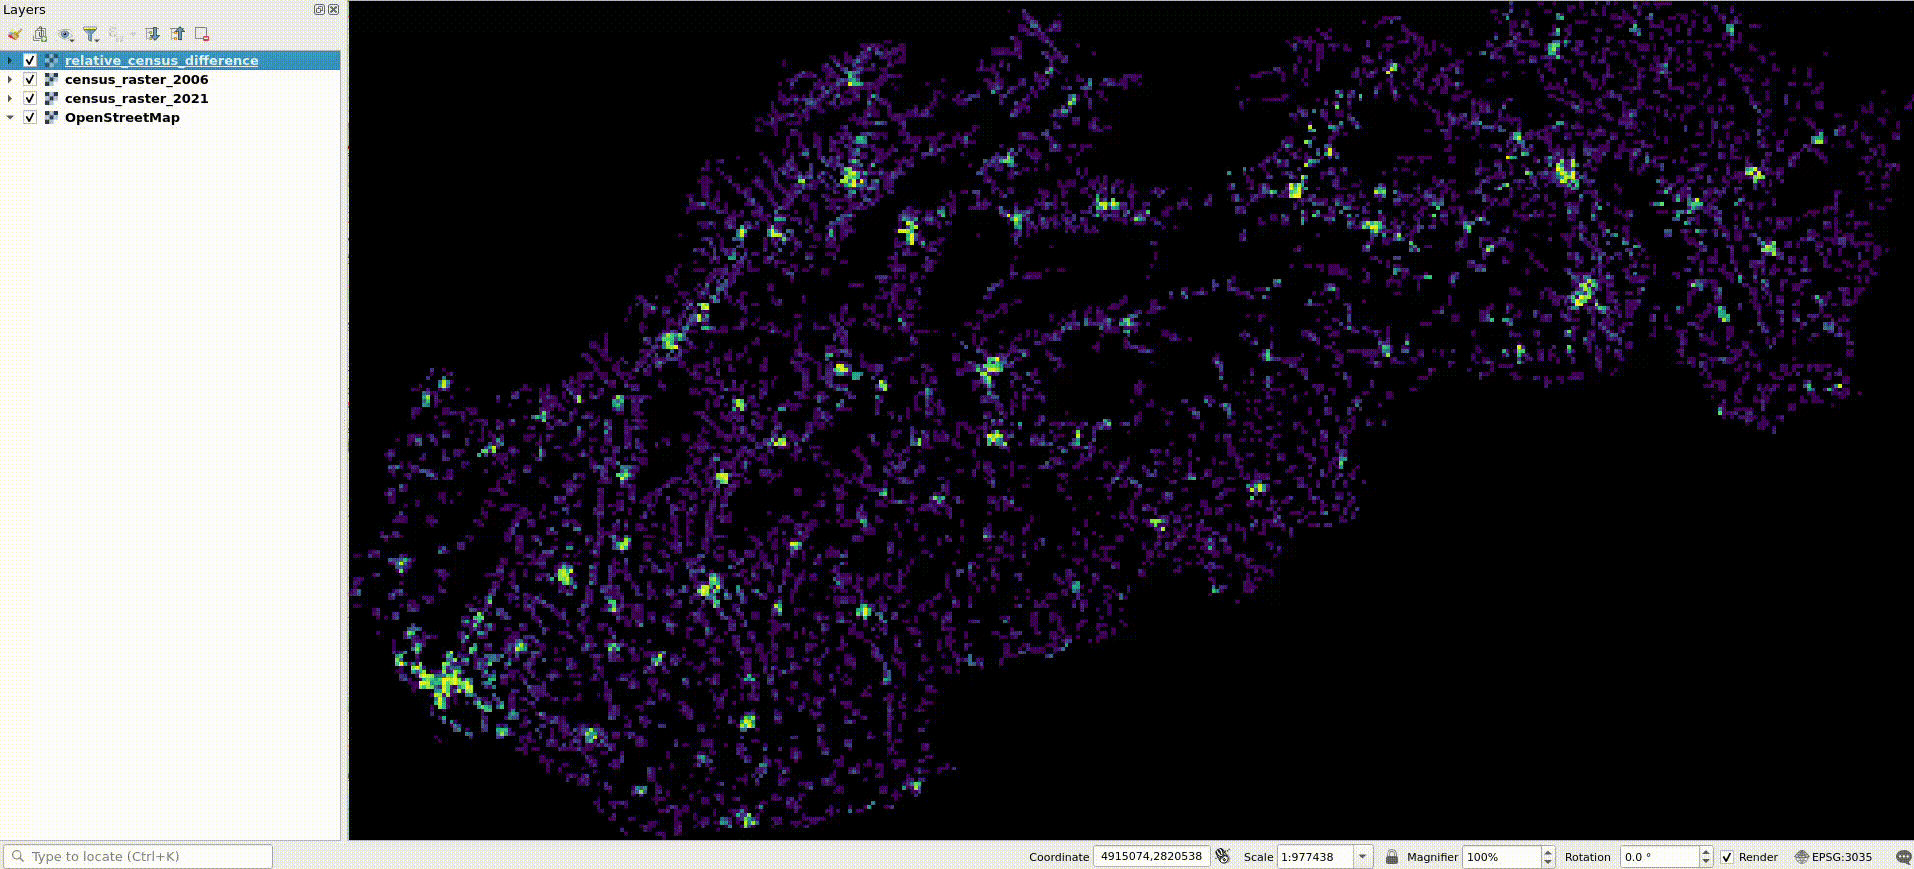 Layers
relative_census_difference
census_raster_2006
census_raster_2021
OpenStreetMap
Type to locate (Ctrl+K)
Coordinate 4915074,2820538 Scale 1:977438 Magnifier 100% Rotation 0.0 ° Render EPSG:3035